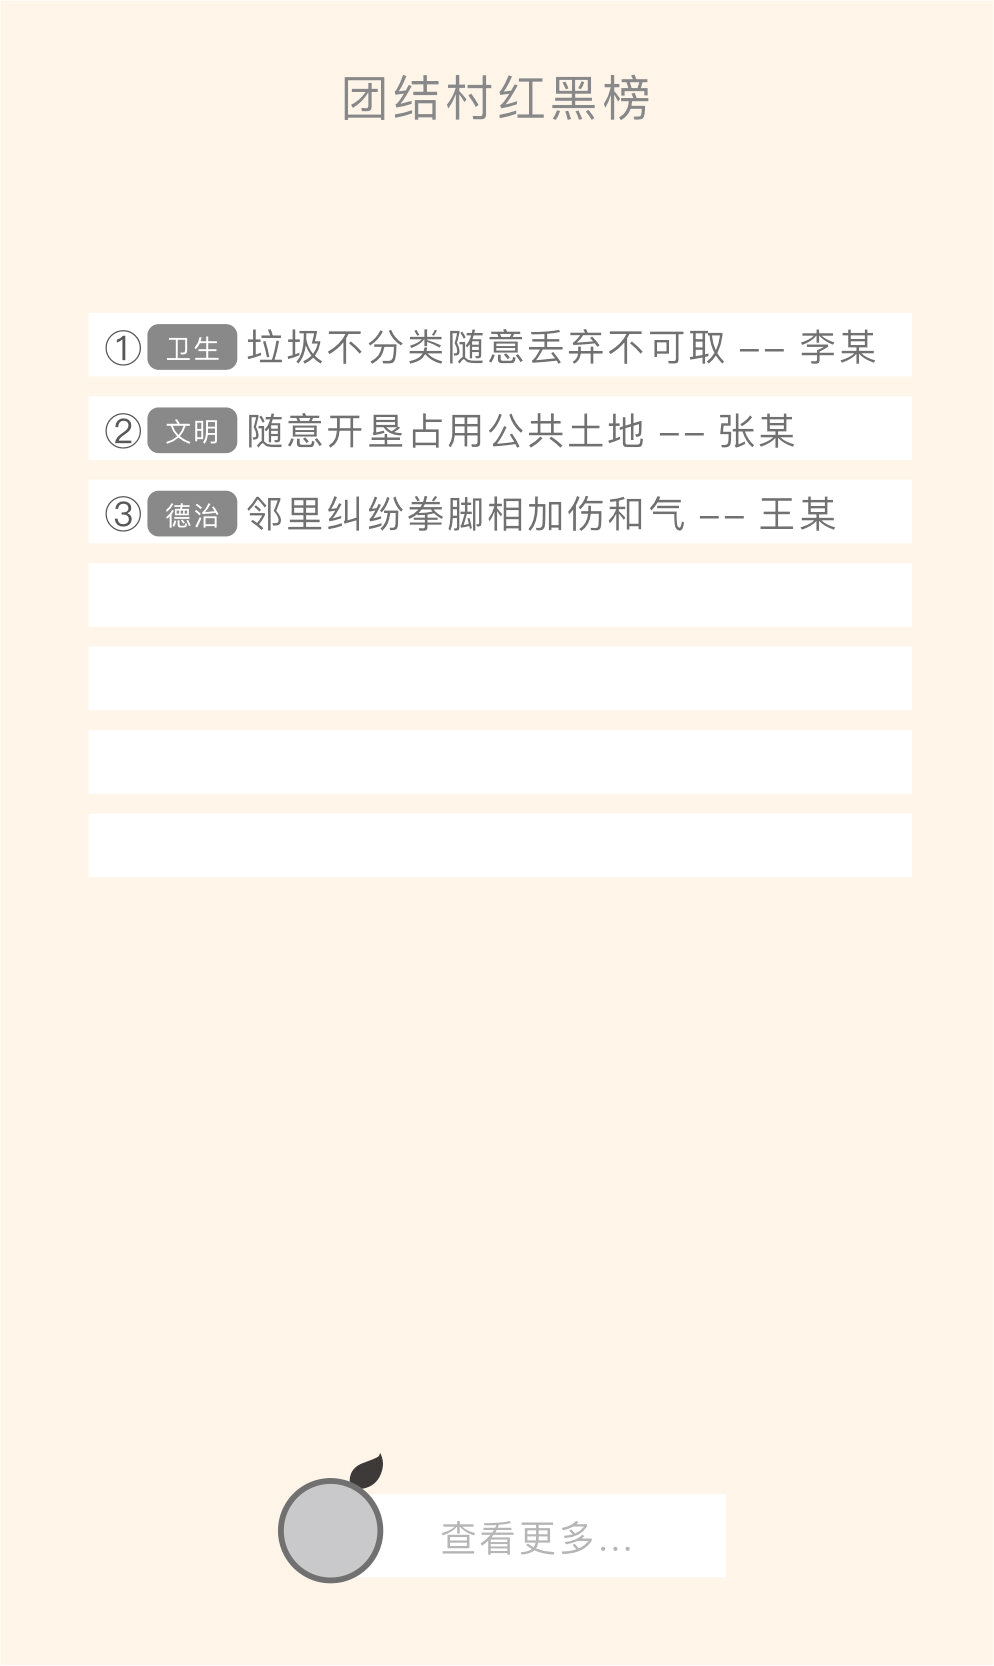 团结村红黑榜
① 卫生 垃圾不分类随意丢弃不可取 -- 李某
② 文明 随意开垦占用公共土地 -- 张某
③ 德治 邻里纠纷拳脚相加伤和气 -- 王某
查看更多...